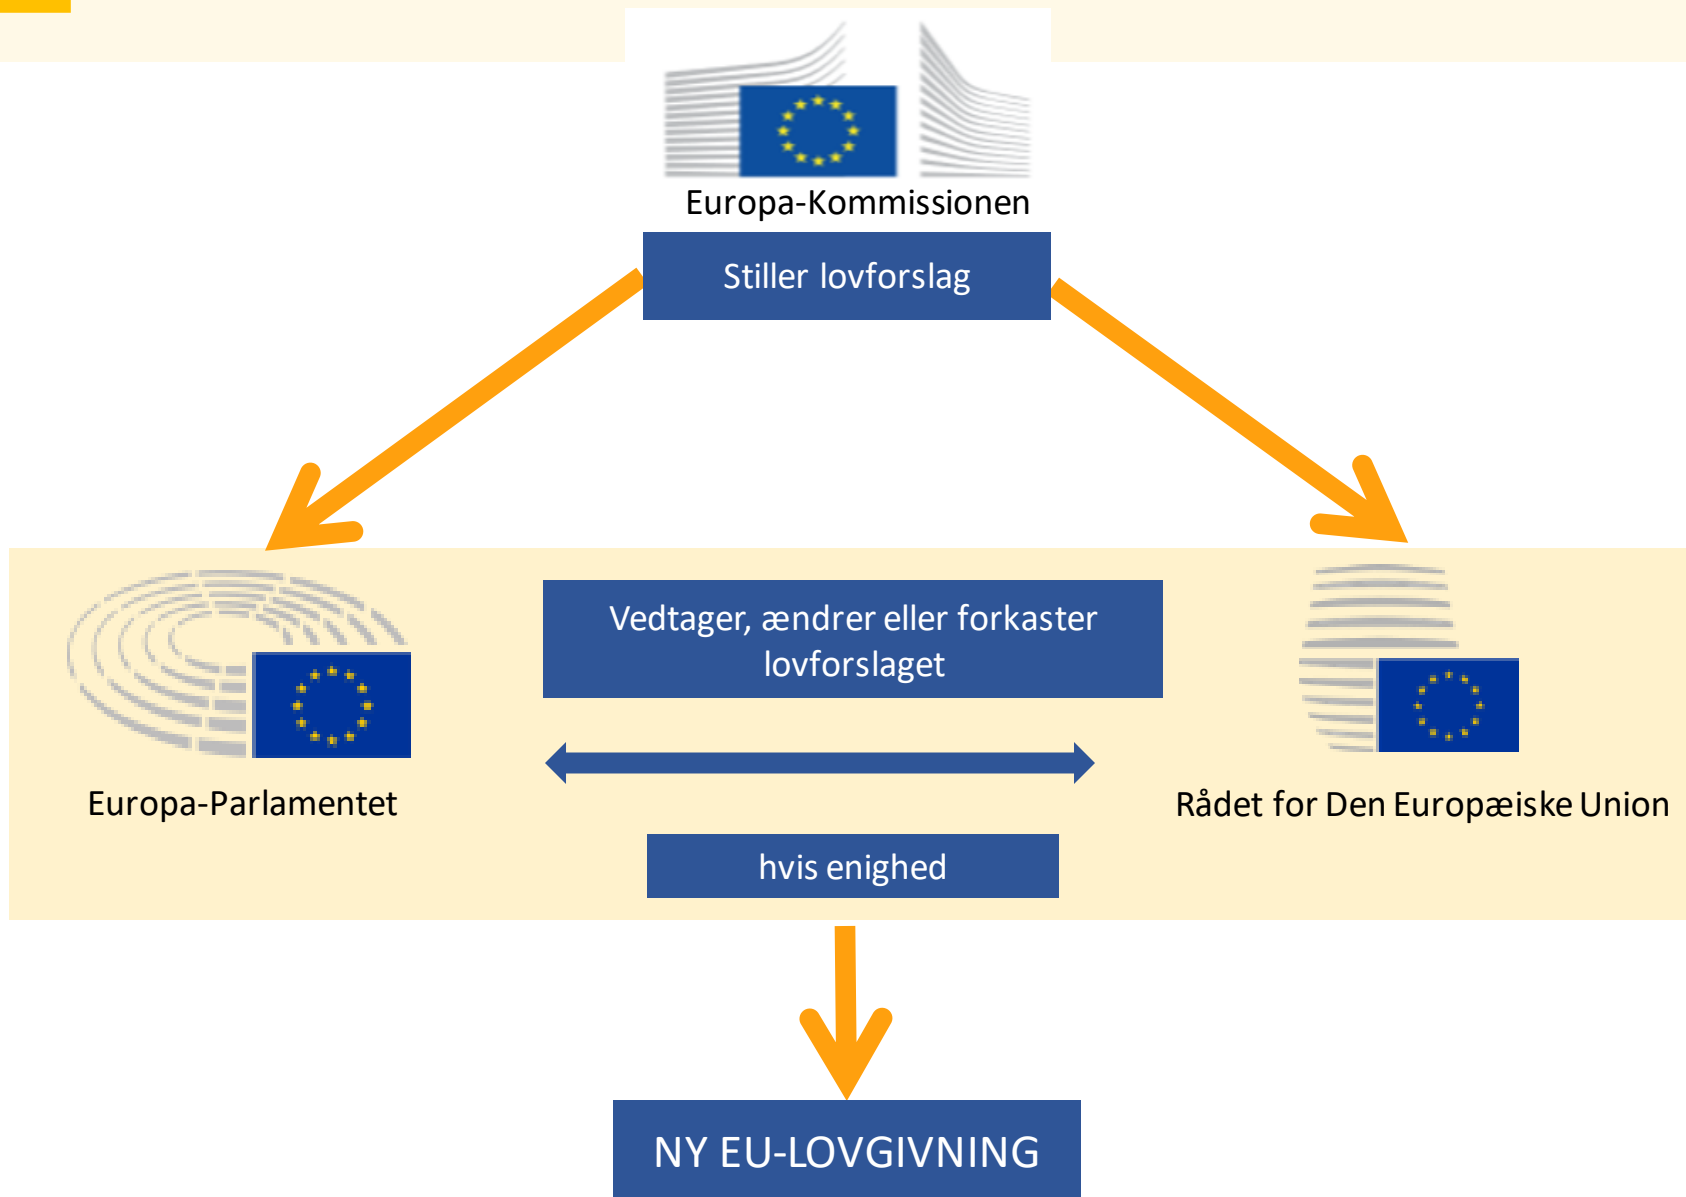 Europa-Kommissionen
Stiller lovforslag
Vedtager, ændrer eller forkaster
lovforslaget
Europa-Parlamentet
Rådet for Den Europæiske Union
hvis enighed
NY EU-LOVGIVNING